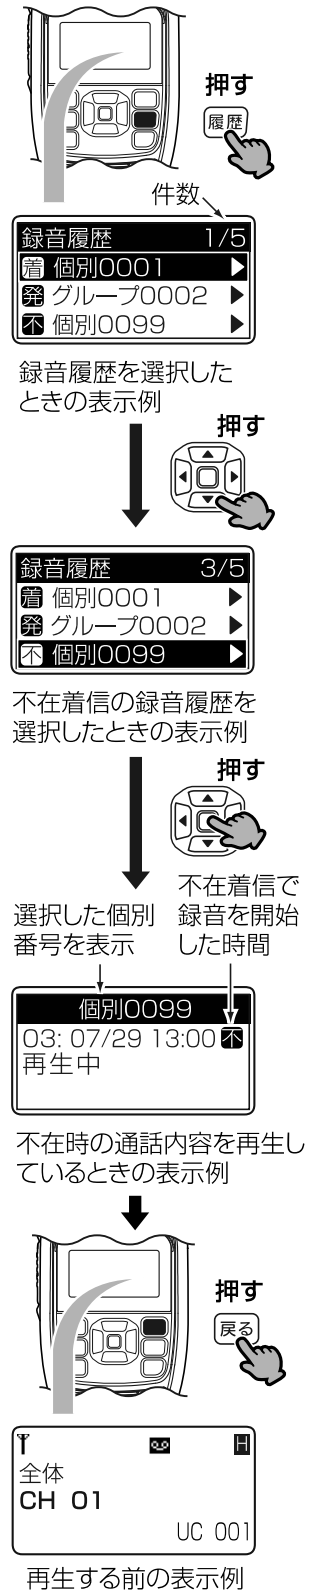 押す
履歴
件数
録音履歴 1/5
着 個別0001
発 グループ0002
不 個別0099
録音履歴を選択した
ときの表示例
押す
録音履歴 3/5
着 個別0001
発 グループ0002
不 個別0099
不在着信の録音履歴を
選択したときの表示例
押す
選択した個別
番号を表示
不在着信で
録音を開始
した時間
個別0099
03: 07/29 13:00 不
再生中
不在時の通話内容を再生し
ているときの表示例
押す
戻る
H
全体
CH 01
UC 001
再生する前の表示例